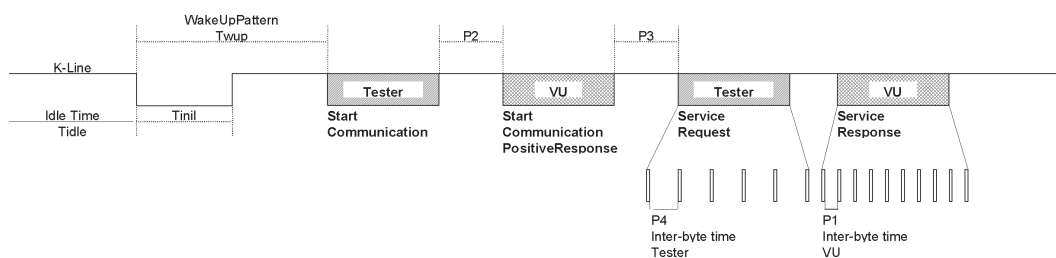 WakeUpPattern
Twup
P2
P3
K-Line
Tester
VU
Tester
VU
Idle Time
Tidle
Tinil
Start
Communication
Start
Communication
PositiveResponse
Service
Request
Service
Response
P4
Inter-byte time
Tester
P1
Inter-byte time
VU